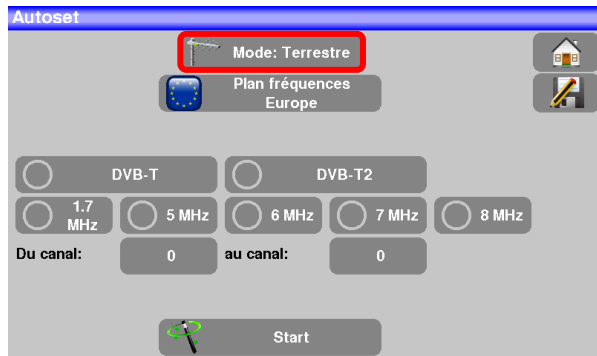 Autoset
Mode: Terrestre
Plan fréquences
Europe
DVB-T
DVB-T2
1.7
MHz
5 MHz
6 MHz
7 MHz
8 MHz
Du canal:
0
au canal:
0
Start